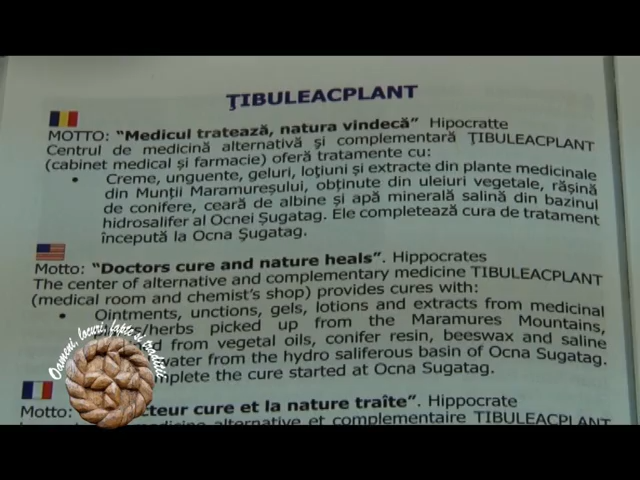 ŢIBULEACPLANT
MOTTO: “Medicul tratează, natura vindecă” Hipocratte
Centrul de medicină alternativă şi complementară ŢIBULEACPLANT
(cabinet medical şi farmacie) oferă tratamente cu:
• Creme, unguente, geluri, loţiuni şi extracte din plante medicinale
din Munţii Maramureşului, obţinute din uleiuri vegetale, răşină
de conifere, ceară de albine şi apă minerală salină din bazinul
hidrosalifer al Ocnei Şugatag. Ele completează cura de tratament
începută la Ocna Şugatag.
Motto: “Doctors cure and nature heals”. Hippocrates
The center of alternative and complementary medicine TIBULEACPLANT
(medical room and chemist’s shop) provides cures with:
• Ointments, unctions, gels, lotions and extracts from medicinal
/herbs picked up from the Maramures Mountains,
from vegetal oils, conifer resin, beeswax and saline
water from the hydro saliferous basin of Ocna Sugatag.
the cure started at Ocna Sugatag.
Motto: cteur cure et la nature traîte”. Hippocrate
alternative et complementaire TIBULEACPLANT
Oameni, locuri, fapte si traditii